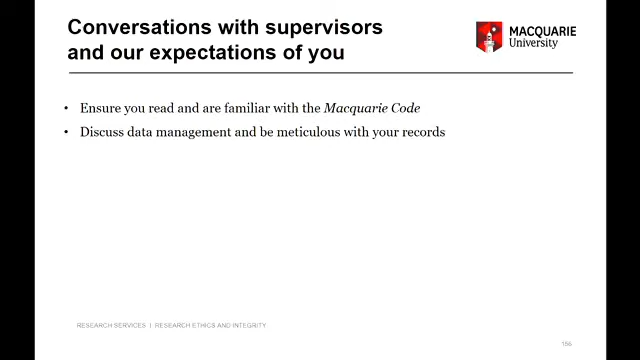 Conversations with supervisors
and our expectations of you
MACQUARIE
University
• Ensure you read and are familiar with the Macquarie Code
• Discuss data management and be meticulous with your records
RESEARCH SERVICES | RESEARCH ETHICS AND INTEGRITY
156